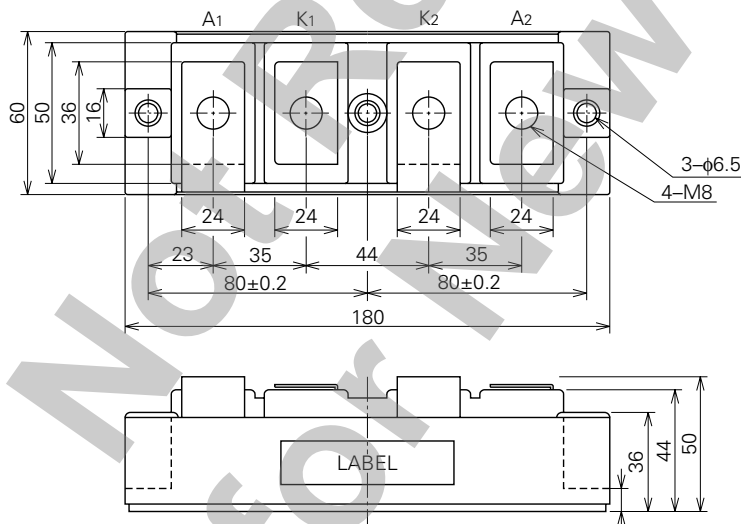 A1 K1 K2 A2
60
50
36
16
3–φ6.5
4–M8
24 24 24 24
23 35 44 35
80±0.2 80±0.2
180
LABEL
36
44
50
Not Re
for New